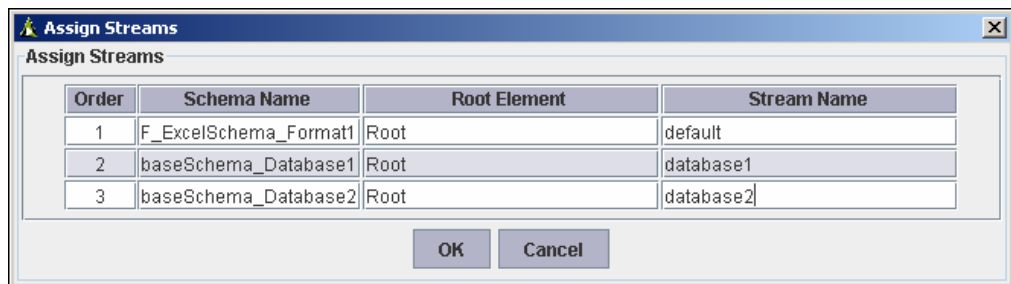 Assign Streams
Assign Streams
Order Schema Name Root Element Stream Name
1 F_ExcelSchema_Format1 Root default
2 baseSchema_Database1 Root database1
3 baseSchema_Database2 Root database2
OK Cancel